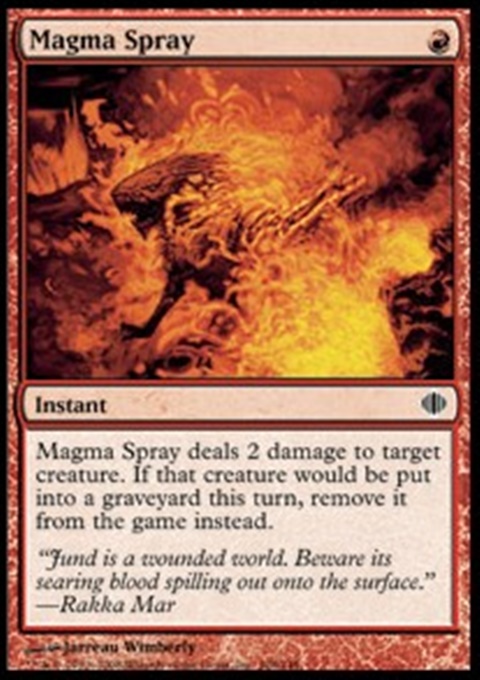 Magma Spray
Instant
Magma Spray deals 2 damage to target
creature. If that creature would be put
into a graveyard this turn, remove it
from the game instead.
“Jund is a wounded world. Beware its
searing blood spilling out onto the surface.”
—Rakka Mar
Jarreau Wimberly